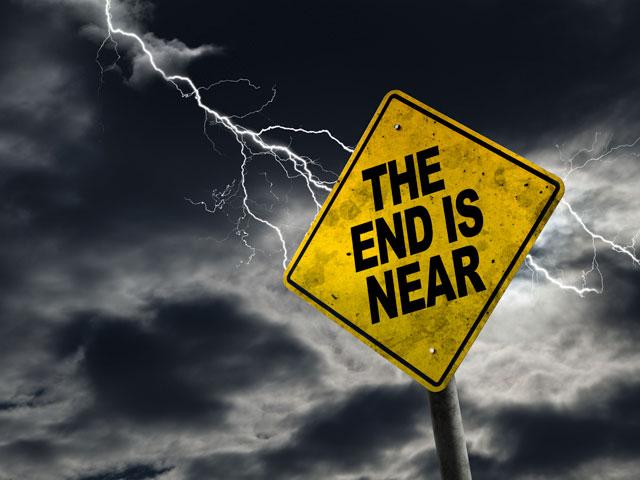 THE
END IS
NEAR